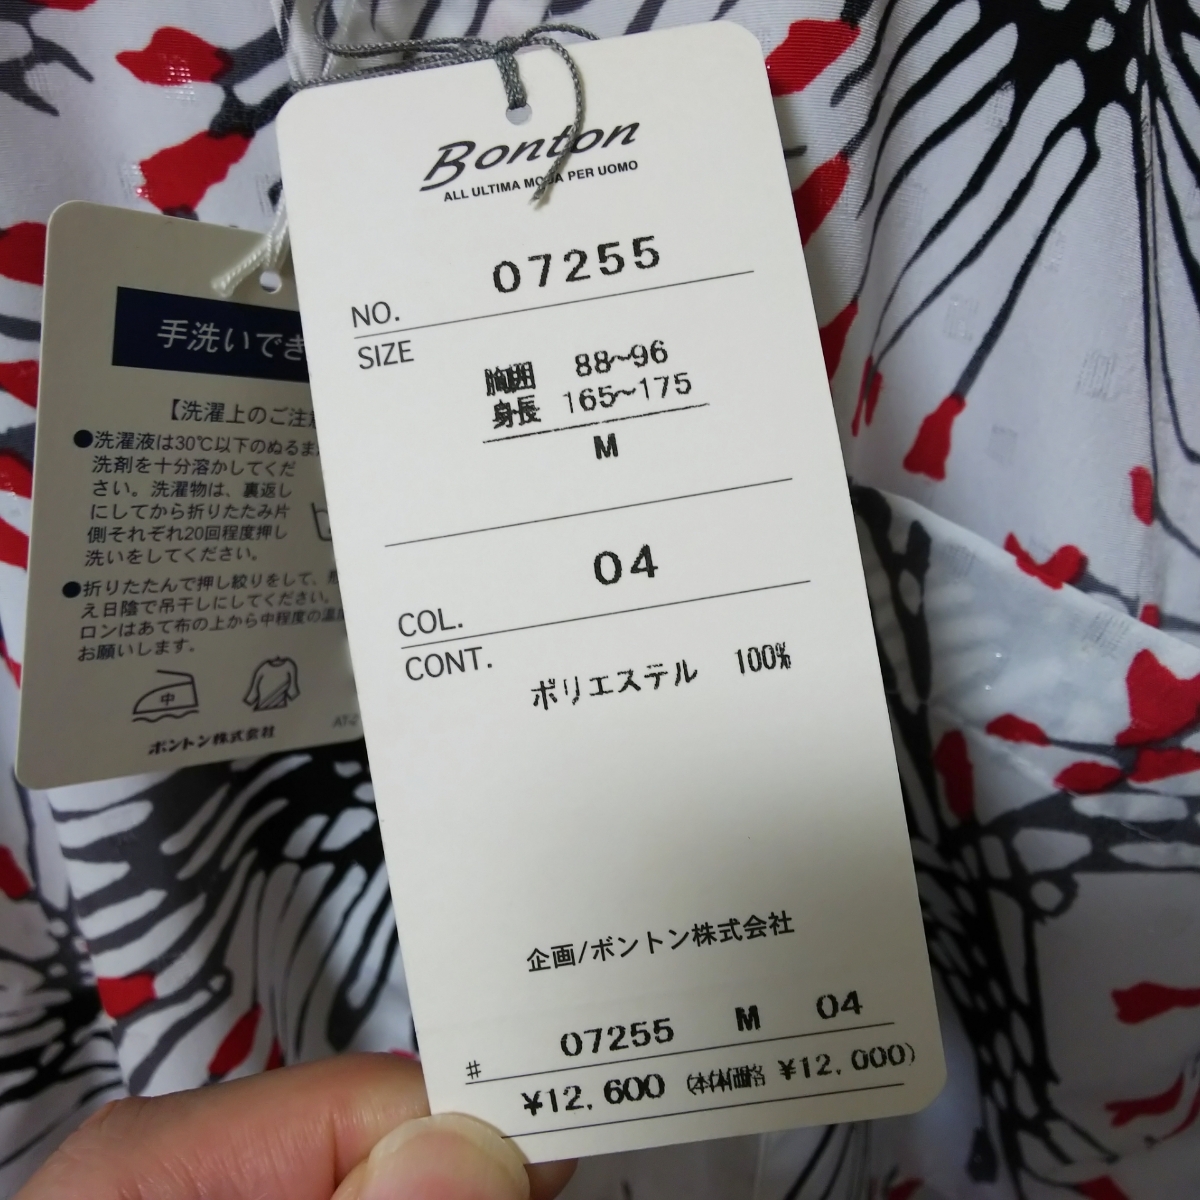 Bonton
ALL ULTIMA MODA PER UOMO
NO. 07255
SIZE
胸囲 88~96
身長 165~175
M
COL. 04
CONT.
ポリエステル 100%
企画/ボントン株式会社
# 07255 M 04
¥12,600 (本体価格 ¥12,000)
手洗いでき
【洗濯上のご注
●洗濯液は30℃以下のぬるま
洗剤を十分溶かしてくだ
さい。洗濯物は、裏返し
にしてから折りたたみ片
側それぞれ20回程度押し
洗いをしてください。
●折りたたんで押し絞りをして、
え日陰で吊干しにしてください。
ロンはあて布の上から中程度の温
お願いします。
中
ボントン株式会社
AT-2